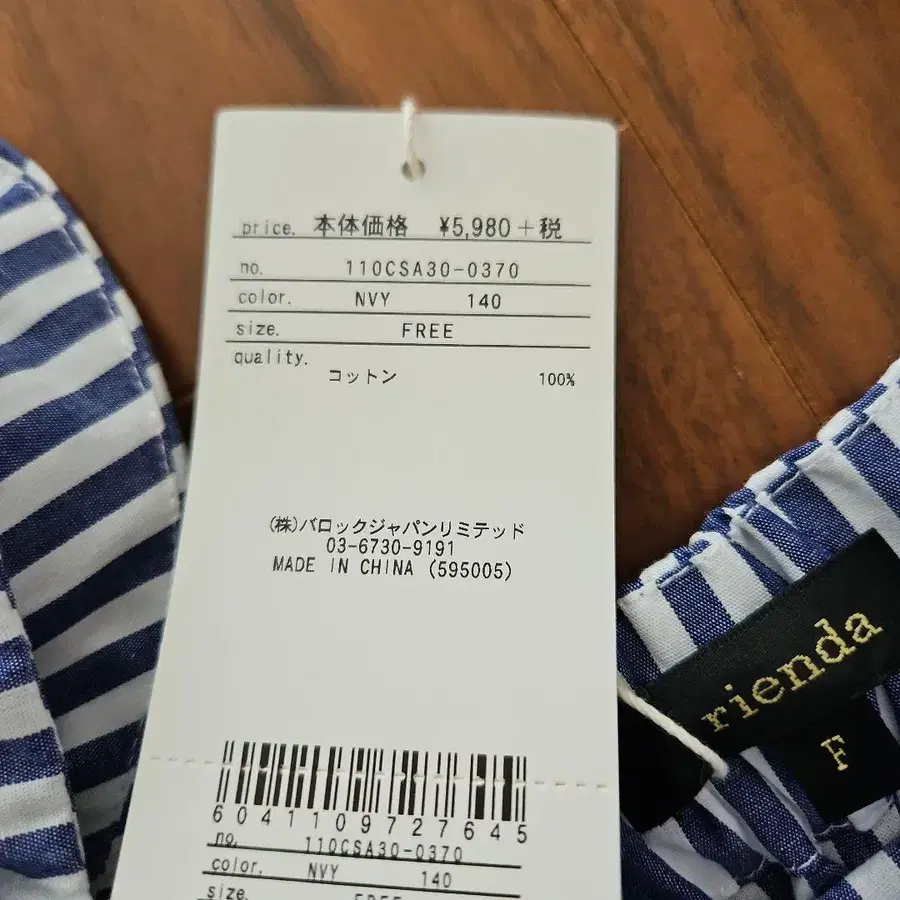 price. 本体価格 ¥5,980+税
no. 110CSA30-0370
color. NVY 140
size. FREE
quality.
コットン 100%
(株)バロックジャパンリミテッド
03-6730-9191
MADE IN CHINA (595005)
6041109727645
no. 110CSA30-0370
color. NVY 140
size. FREE
rienda
F